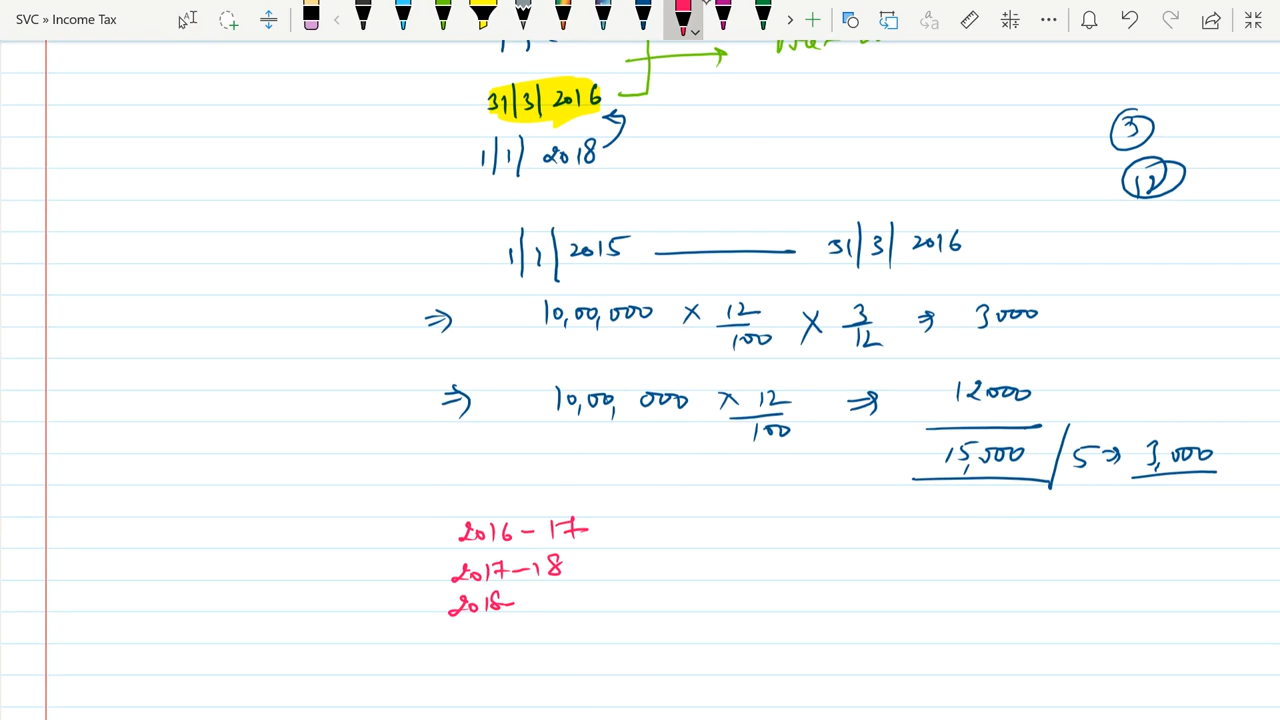 SVC » Income Tax
31|3|2016
1|1|2018
3
12
1|1|2015 ——— 31|3|2016
⇒ 10,00,000 × 12/100 × 3/12 ⇒ 3000
⇒ 10,00,000 × 12/100 ⇒ 12000
15,000 / 5 ⇒ 3,000
2016-17
2017-18
2018-